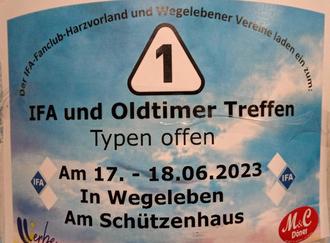 Der IFA-Fanclub-Harzvorland und Wegelebener Vereine laden ein zum:
1
IFA und Oldtimer Treffen
Typen offen
Am 17. - 18.06.2023
IFA
IFA
In Wegeleben
Am Schützenhaus
M&C
Döner